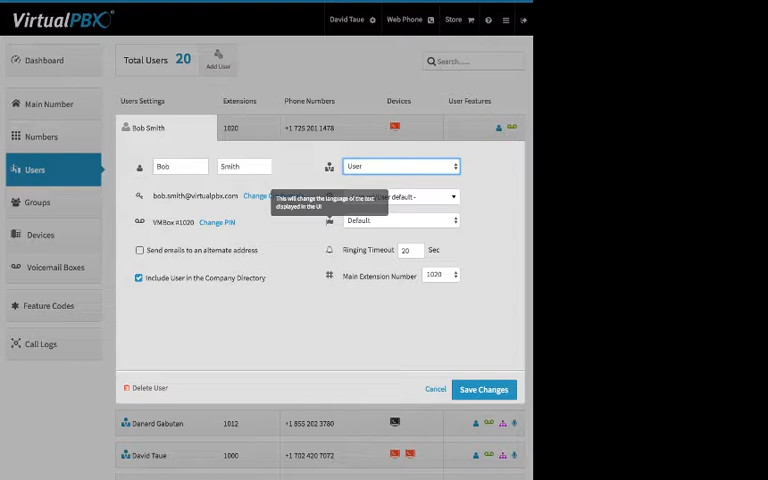 VirtualPBX
David Taue
Web Phone
Store
Dashboard
Total Users 20
Add User
Search......
Main Number
Users Settings
Extensions
Phone Numbers
Devices
User Features
Bob Smith
1020
+1 725 201 1478
Numbers
Users
Bob
Smith
User
bob.smith@virtualpbx.com
This will change the language of the text
displayed in the UI
Groups
VMBox #1020
Change PIN
Default
Devices
Send emails to an alternate address
Ringing Timeout
20
Sec
Voicemail Boxes
Include User in the Company Directory
Main Extension Number
1020
Feature Codes
Call Logs
Delete User
Cancel
Save Changes
Danard Gabutan
1012
+1 855 202 3780
David Taue
1000
+1 702 420 7072